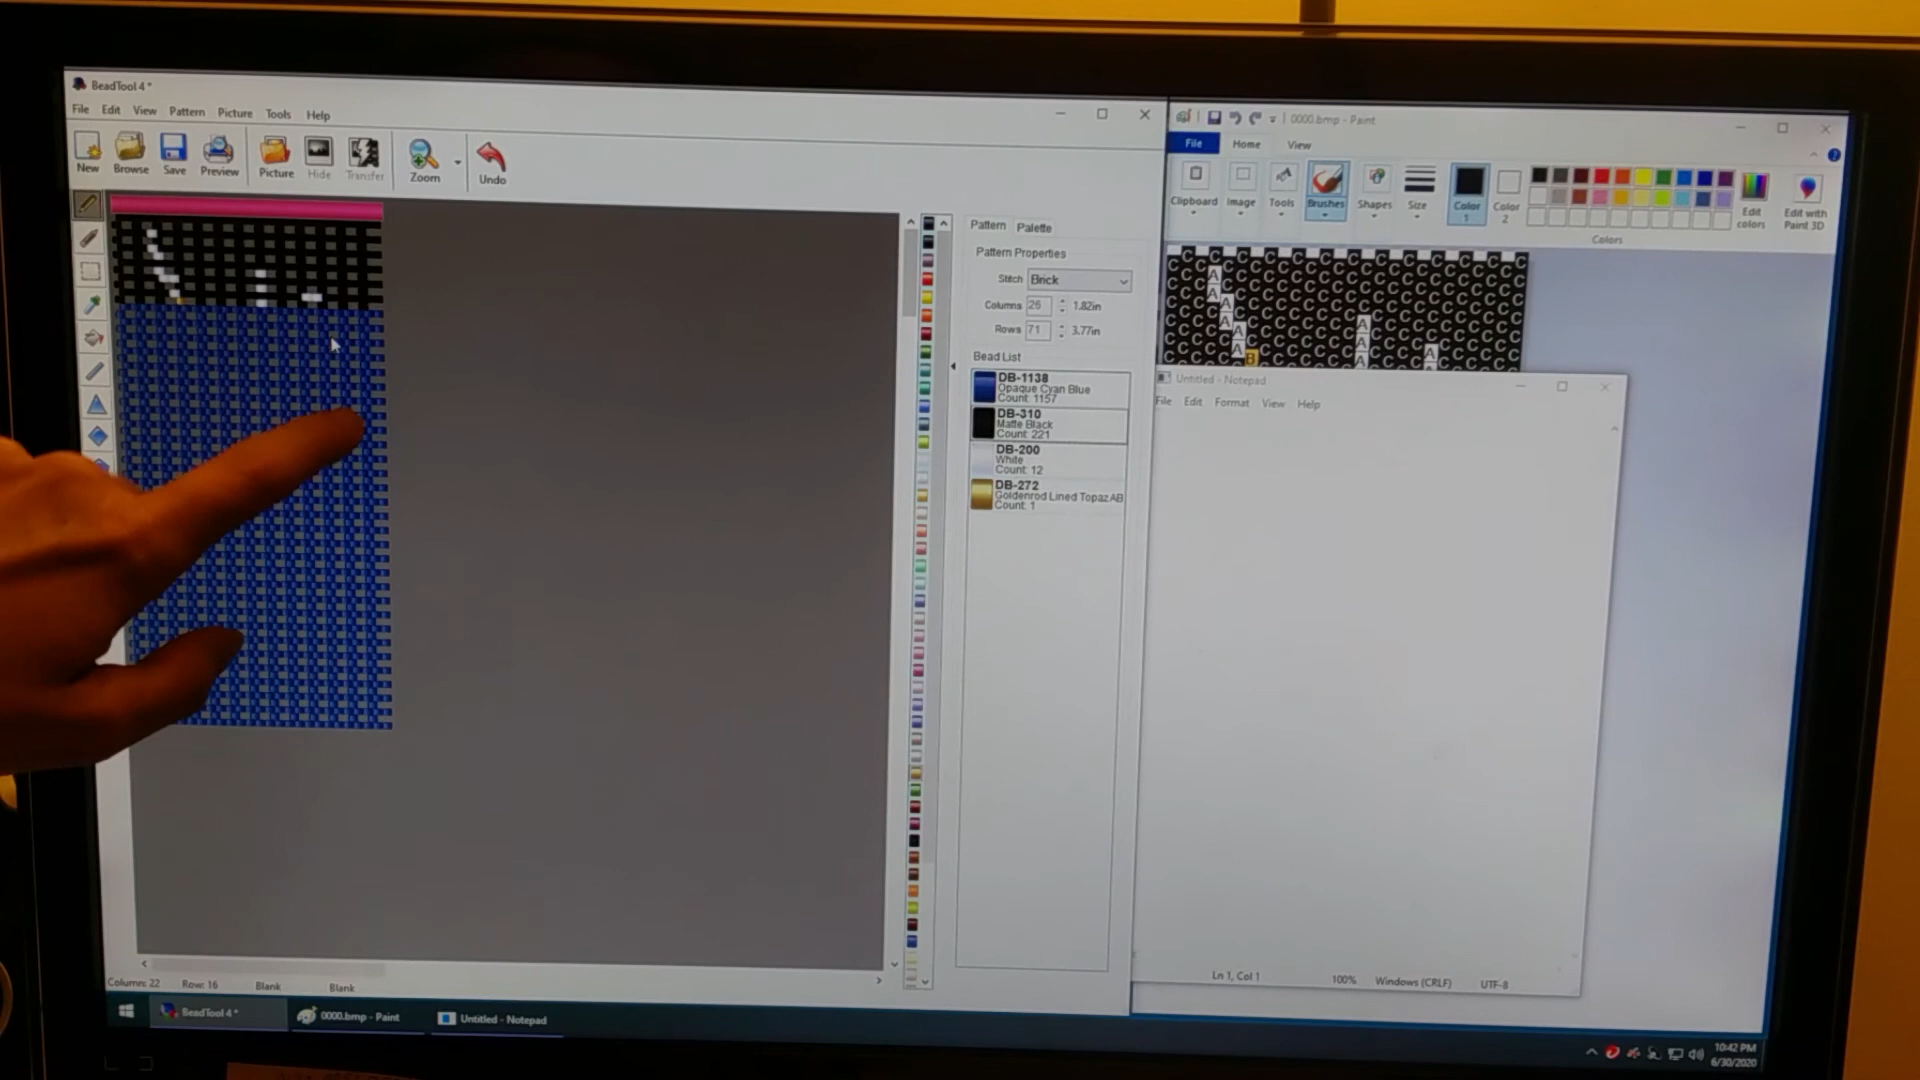 BeadTool 4 *
File Edit View Pattern Picture Tools Help
New Browse Save Preview Picture Hide Transfer Zoom Undo
Pattern Palette
Pattern Properties
Stitch Brick
Columns 26 1.82in
Rows 71 3.77in
Bead List
DB-1138
Opaque Cyan Blue
Count: 1157
DB-310
Matte Black
Count: 221
DB-200
White
Count: 12
DB-272
Goldenrod Lined Topaz AB
Count: 1
Column: 22 Row: 16 Blank Blank
0000.bmp - Paint
File Home View
Clipboard Image Tools Brushes Shapes Size Color 1 Color 2 Edit colors Edit with Paint 3D
Colors
Untitled - Notepad
File Edit Format View Help
Ln 1, Col 1 100% Windows (CRLF) UTF-8
BeadTool 4 * 0000.bmp - Paint Untitled - Notepad
10:42 PM
6/30/2020